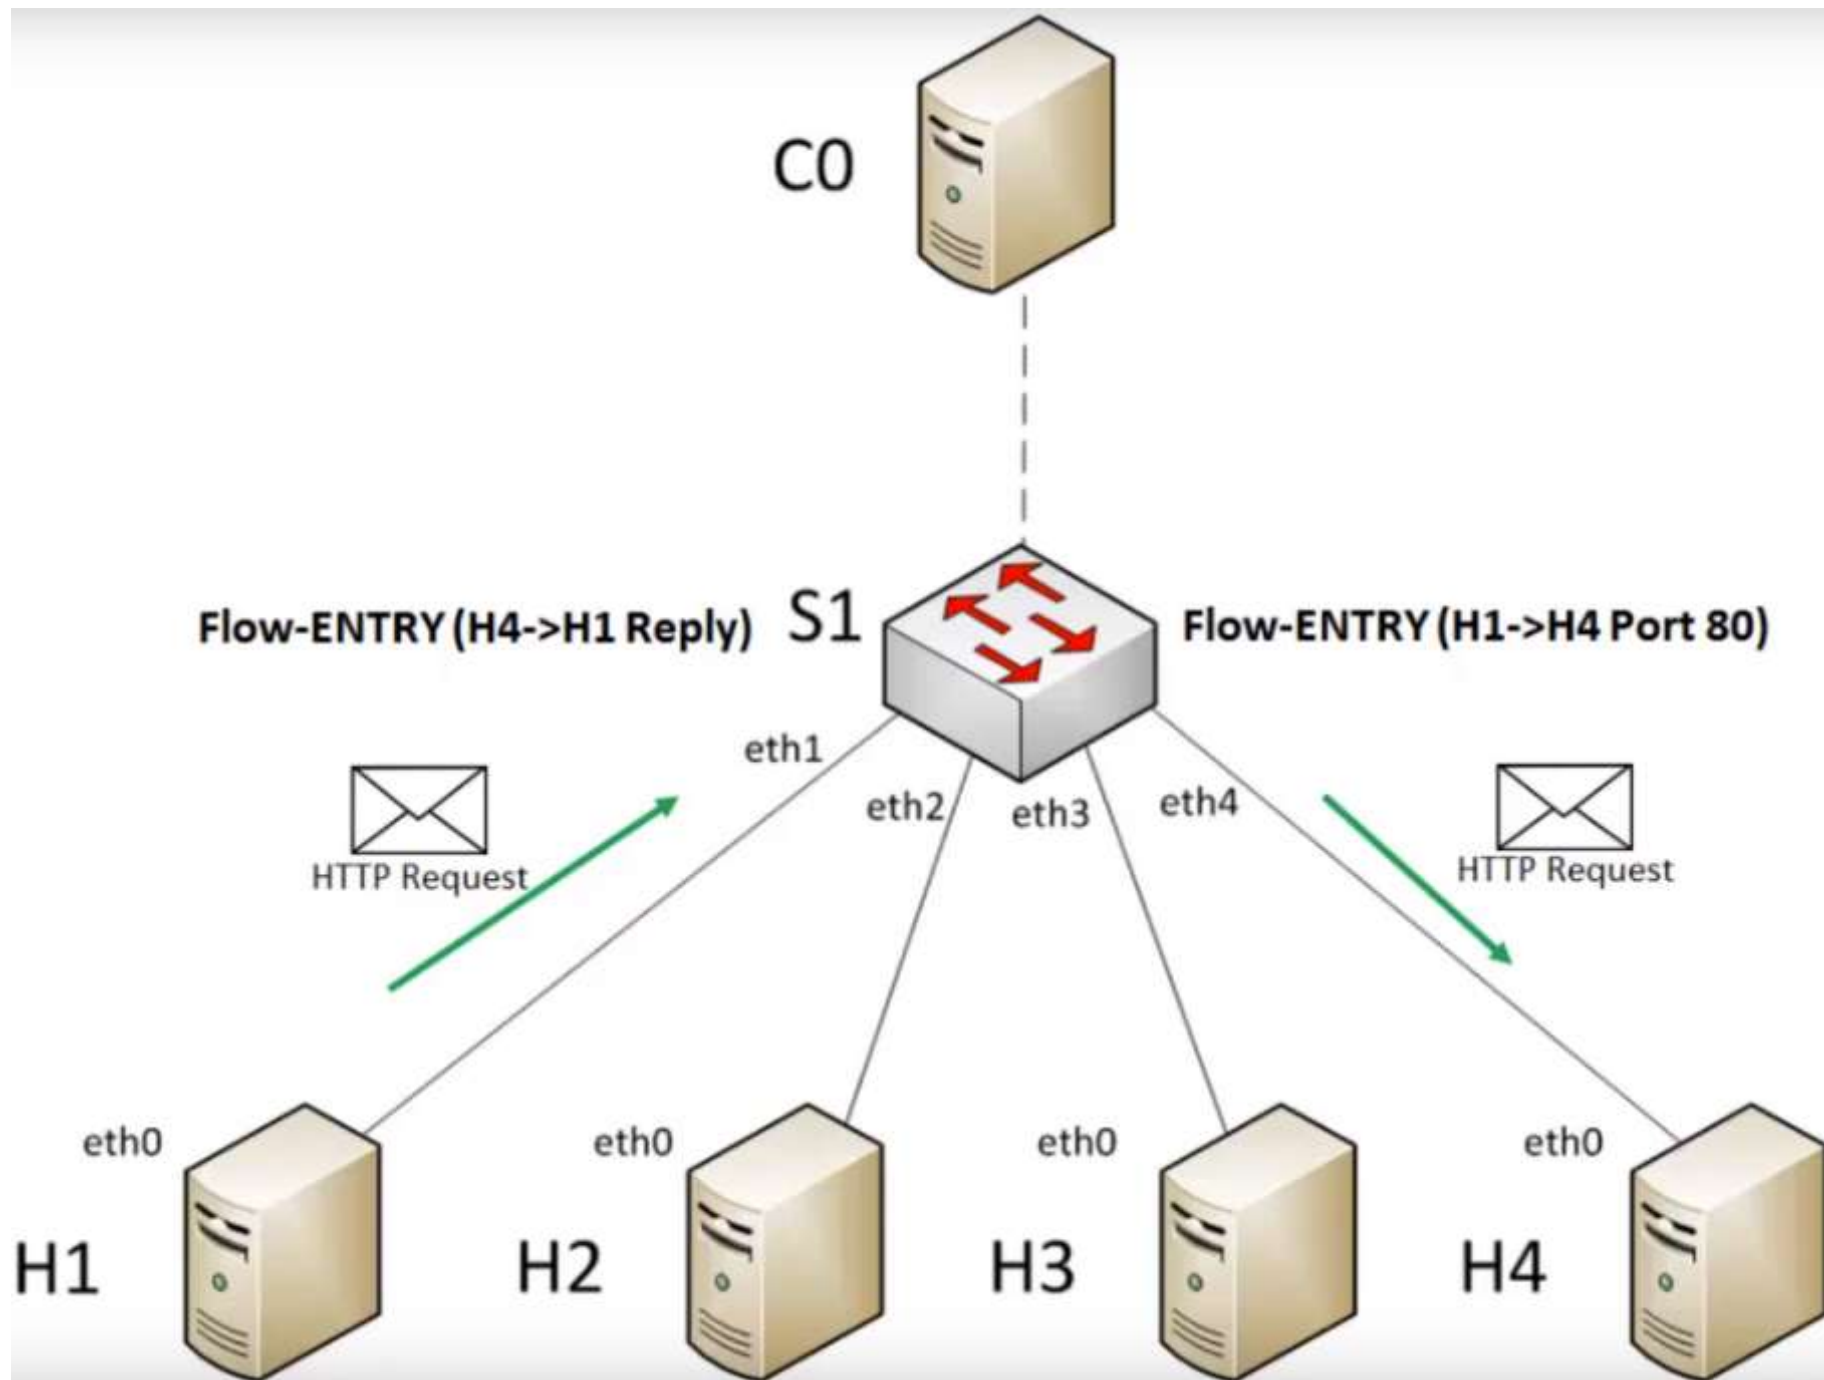 C0
Flow-ENTRY (H4->H1 Reply)
S1
Flow-ENTRY (H1->H4 Port 80)
eth1
eth2
eth3
eth4
HTTP Request
HTTP Request
eth0
eth0
eth0
eth0
H1
H2
H3
H4